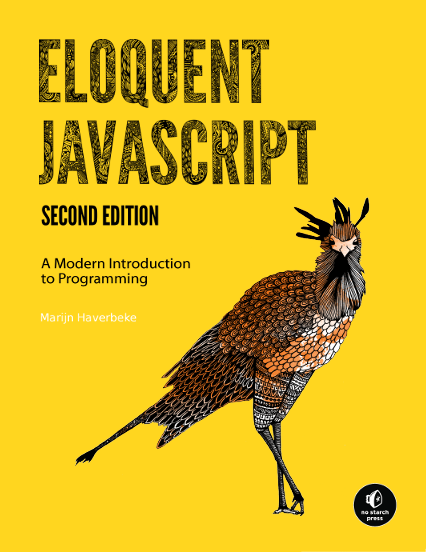 ELOQUENT
JAVASCRIPT
SECOND EDITION
A Modern Introduction
to Programming
Marijn Haverbeke
no starch
press